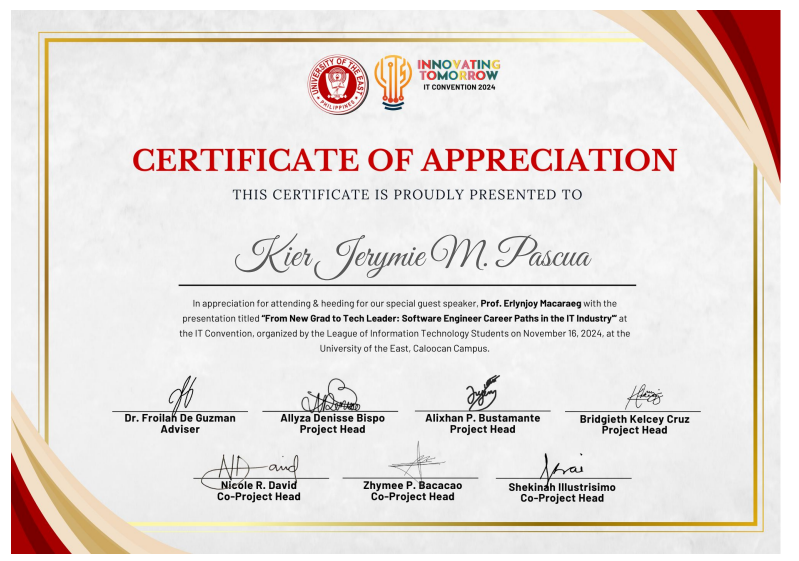 UNIVERSITY OF THE EAST
PHILIPPINES
INNOVATING
TOMORROW
IT CONVENTION 2024
CERTIFICATE OF APPRECIATION
THIS CERTIFICATE IS PROUDLY PRESENTED TO
Kier Jerymie M. Pascua
In appreciation for attending & heeding for our special guest speaker, Prof. Erlynjoy Macaraeg with the
presentation titled "From New Grad to Tech Leader: Software Engineer Career Paths in the IT Industry'" at
the IT Convention, organized by the League of Information Technology Students on November 16, 2024, at the
University of the East, Caloocan Campus.
Dr. Froilan De Guzman
Adviser
Allyza Denisse Bispo
Project Head
Alixhan P. Bustamante
Project Head
Bridgieth Kelcey Cruz
Project Head
Nicole R. David
Co-Project Head
Zhymee P. Bacacao
Co-Project Head
Shekinah Illustrisimo
Co-Project Head